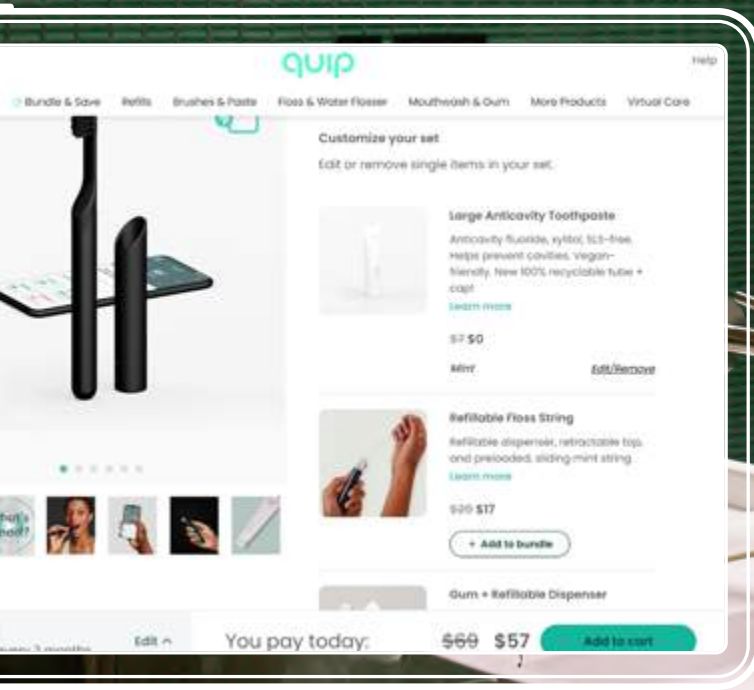 quip
Help
Bundle & Save Refills Brushes & Paste Floss & Water Flosser Mouthwash & Gum More Products Virtual Care
Customize your set
Edit or remove single items in your set.
Large Anticavity Toothpaste
Anticavity fluoride, xylitol, SLS-free.
Helps prevent cavities. Vegan-
friendly. New 100% recyclable tube +
cap!
Learn more
$7 $0
Mint Edit/Remove
Refillable Floss String
Refillable dispenser, retractable top,
and preloaded, sliding mint string.
Learn more
$20 $17
+ Add to bundle
Gum + Refillable Dispenser
every 3 months
Edit
You pay today: $69 $57 Add to cart